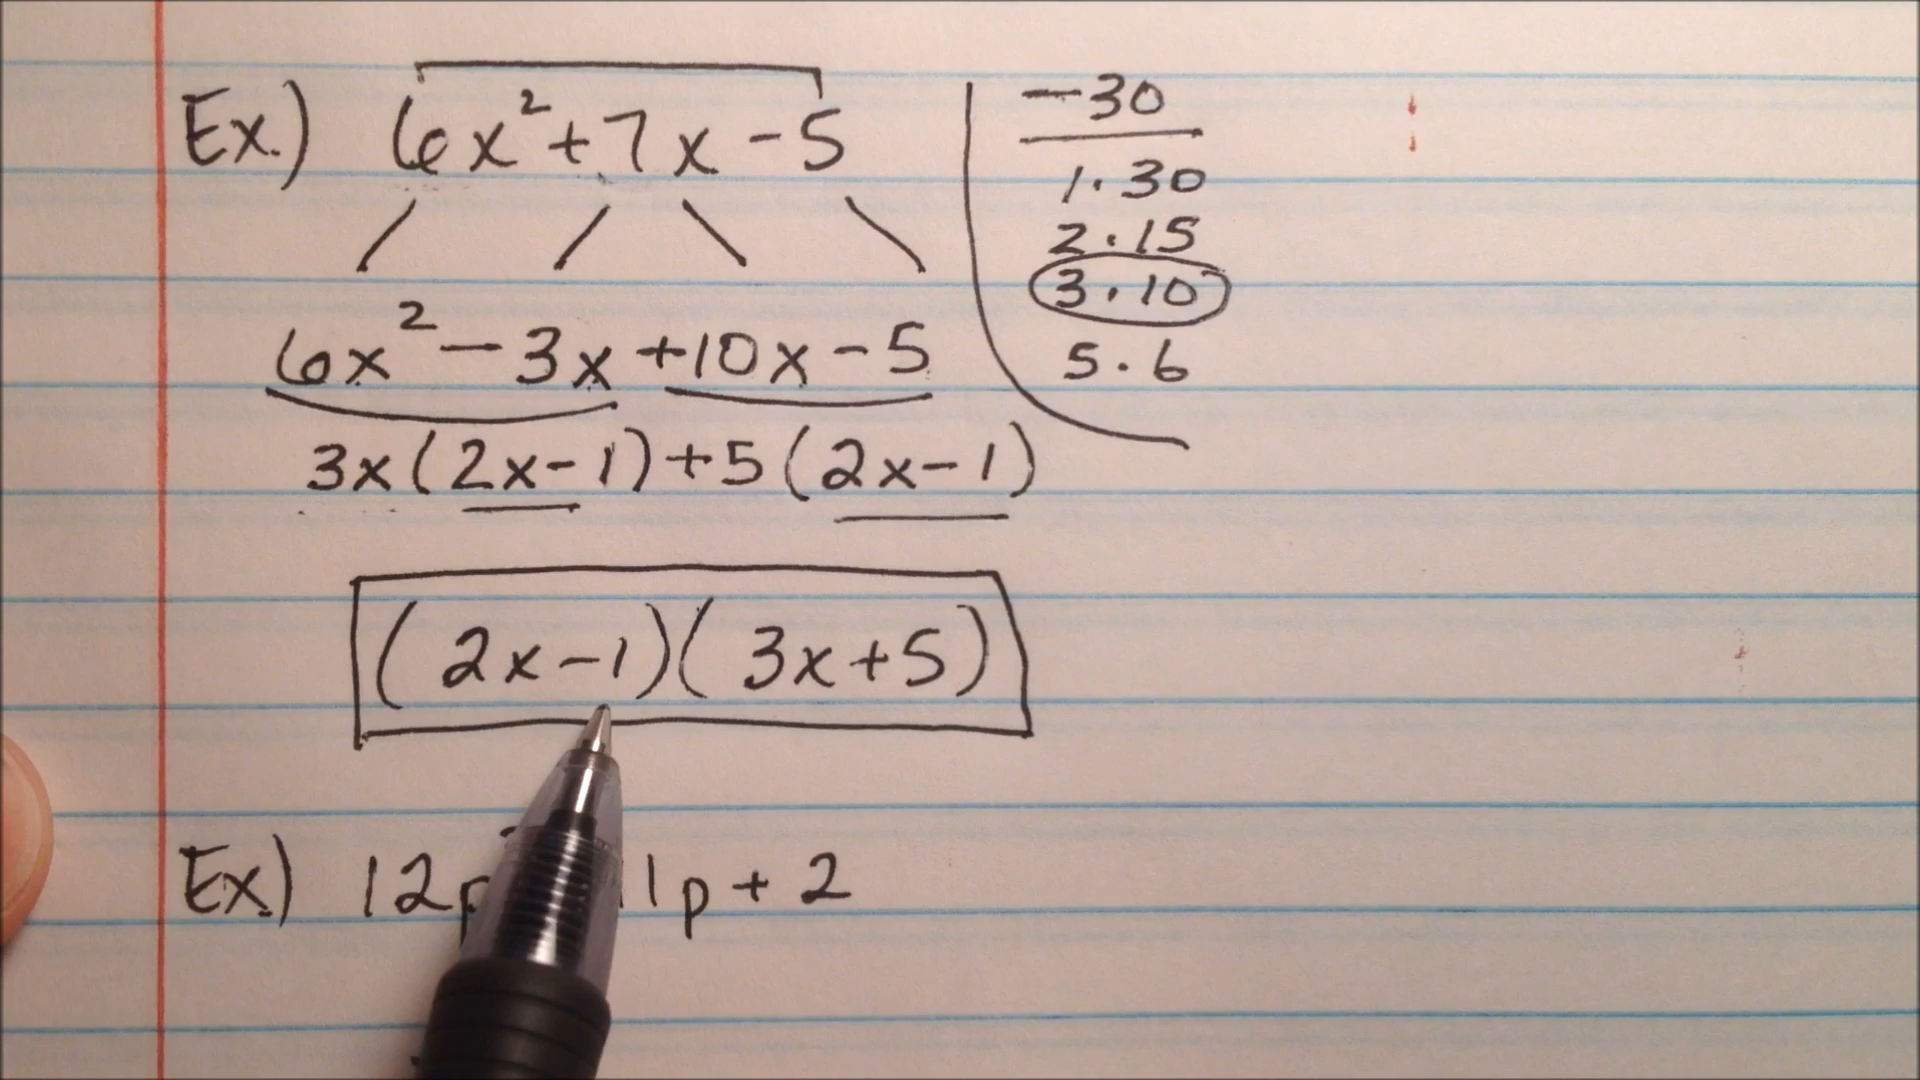 Ex.) 6x² + 7x - 5
6x² - 3x + 10x - 5
3x(2x - 1) + 5(2x - 1)
(2x - 1)(3x + 5)
-30
1 · 30
2 · 15
3 · 10
5 · 6
Ex.) 12p 1p + 2